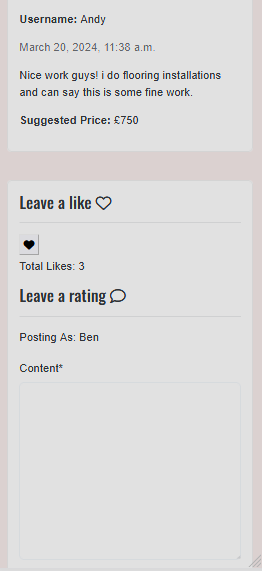 Username: Andy
March 20, 2024, 11:38 a.m.
Nice work guys! i do flooring installations
and can say this is some fine work.
Suggested Price: £750
Leave a like
Total Likes: 3
Leave a rating
Posting As: Ben
Content*